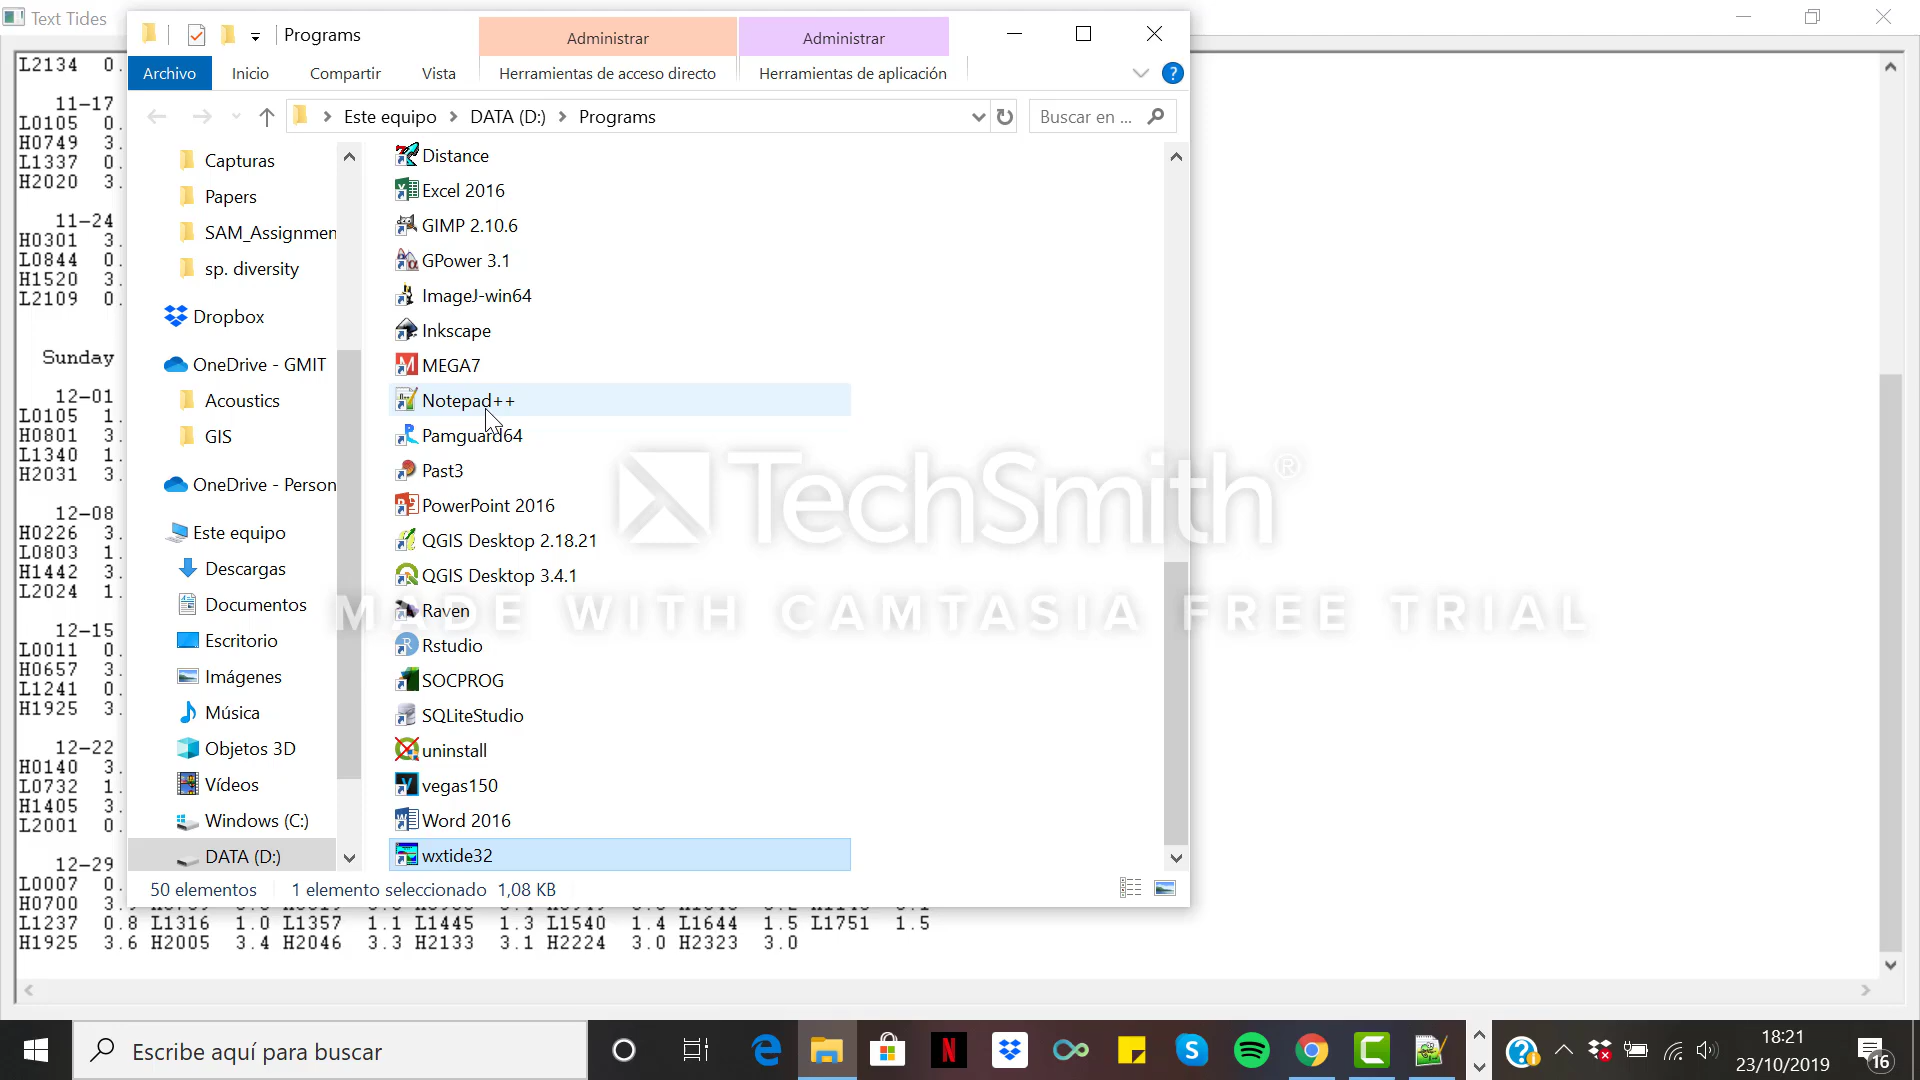 Text Tides
Programs
Administrar
Administrar
Archivo
Inicio
Compartir
Vista
Herramientas de acceso directo
Herramientas de aplicación
Este equipo
DATA (D:)
Programs
Buscar en ...
Capturas
Papers
SAM_Assignmen
sp. diversity
Dropbox
OneDrive - GMIT
Acoustics
GIS
OneDrive - Person
Este equipo
Descargas
Documentos
Escritorio
Imágenes
Música
Objetos 3D
Vídeos
Windows (C:)
DATA (D:)
Distance
Excel 2016
GIMP 2.10.6
GPower 3.1
ImageJ-win64
Inkscape
MEGA7
Notepad++
Pamguard64
Past3
PowerPoint 2016
QGIS Desktop 2.18.21
QGIS Desktop 3.4.1
Raven
Rstudio
SOCPROG
SQLiteStudio
uninstall
vegas150
Word 2016
wxtide32
50 elementos
1 elemento seleccionado 1,08 KB
L2134 0.
11-17
L0105 0.
H0749 3.
L1337 0.
H2020 3.
11-24
H0301 3.
L0844 0.
H1520 3.
L2109 0.
Sunday
12-01
L0105 1.
H0801 3.
L1340 1.
H2031 3.
12-08
H0226 3.
L0803 1.
H1442 3.
L2024 1.
12-15
L0011 0.
H0657 3.
L1241 0.
H1925 3.
12-22
H0140 3.
L0732 1.
H1405 3.
L2001 0.
12-29
L0007 0.
H0700
L1237 0.8 L1316 1.0 L1357 1.1 L1445 1.3 L1540 1.4 L1644 1.5 L1751 1.5
H1925 3.6 H2005 3.4 H2046 3.3 H2133 3.1 H2224 3.0 H2323 3.0
TechSmith®
MADE WITH CAMTASIA FREE TRIAL
Escribe aquí para buscar
18:21
23/10/2019
16